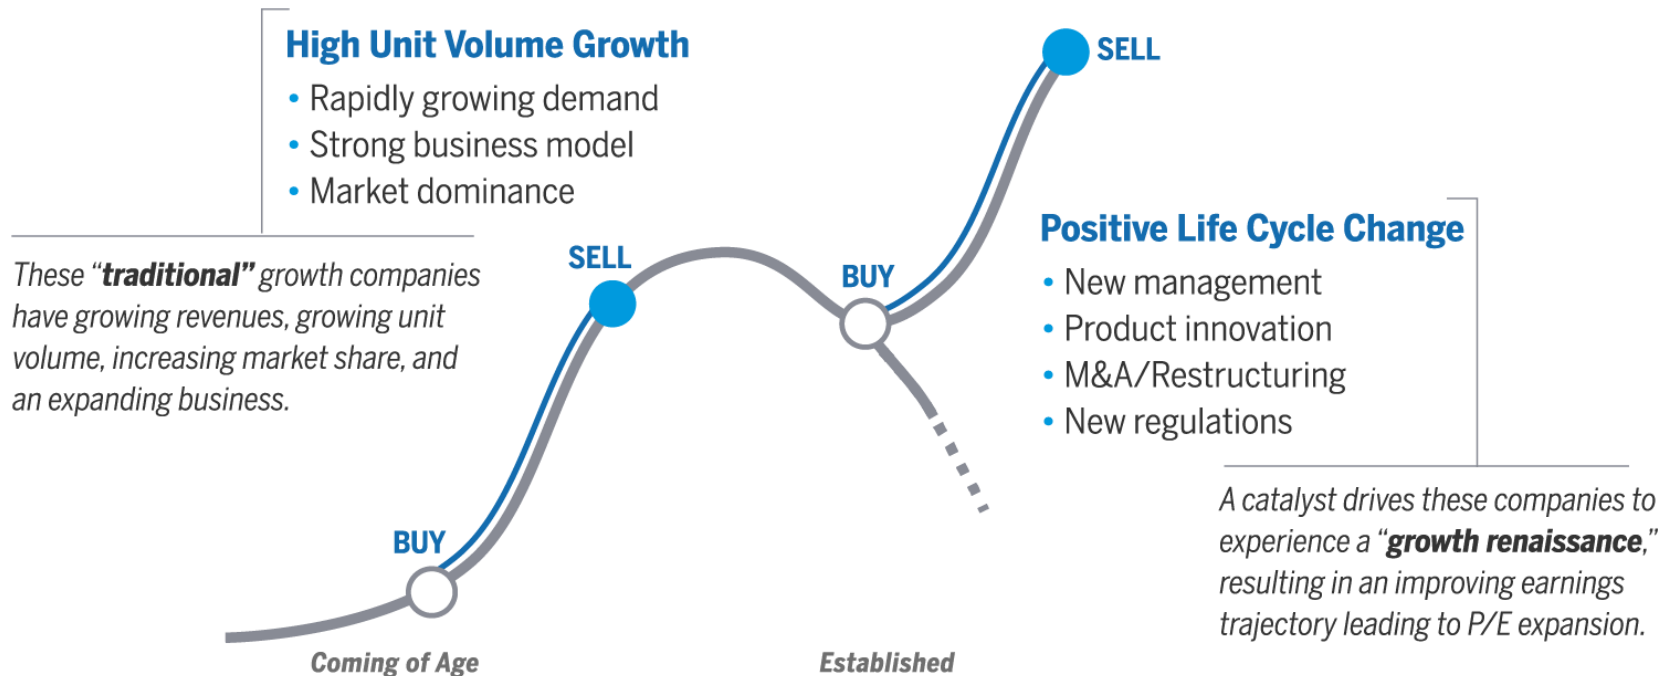 High Unit Volume Growth
• Rapidly growing demand
• Strong business model
• Market dominance
These “traditional” growth companies
have growing revenues, growing unit
volume, increasing market share, and
an expanding business.
BUY
SELL
BUY
SELL
Positive Life Cycle Change
• New management
• Product innovation
• M&A/Restructuring
• New regulations
A catalyst drives these companies to
experience a “growth renaissance,”
resulting in an improving earnings
trajectory leading to P/E expansion.
Coming of Age
Established